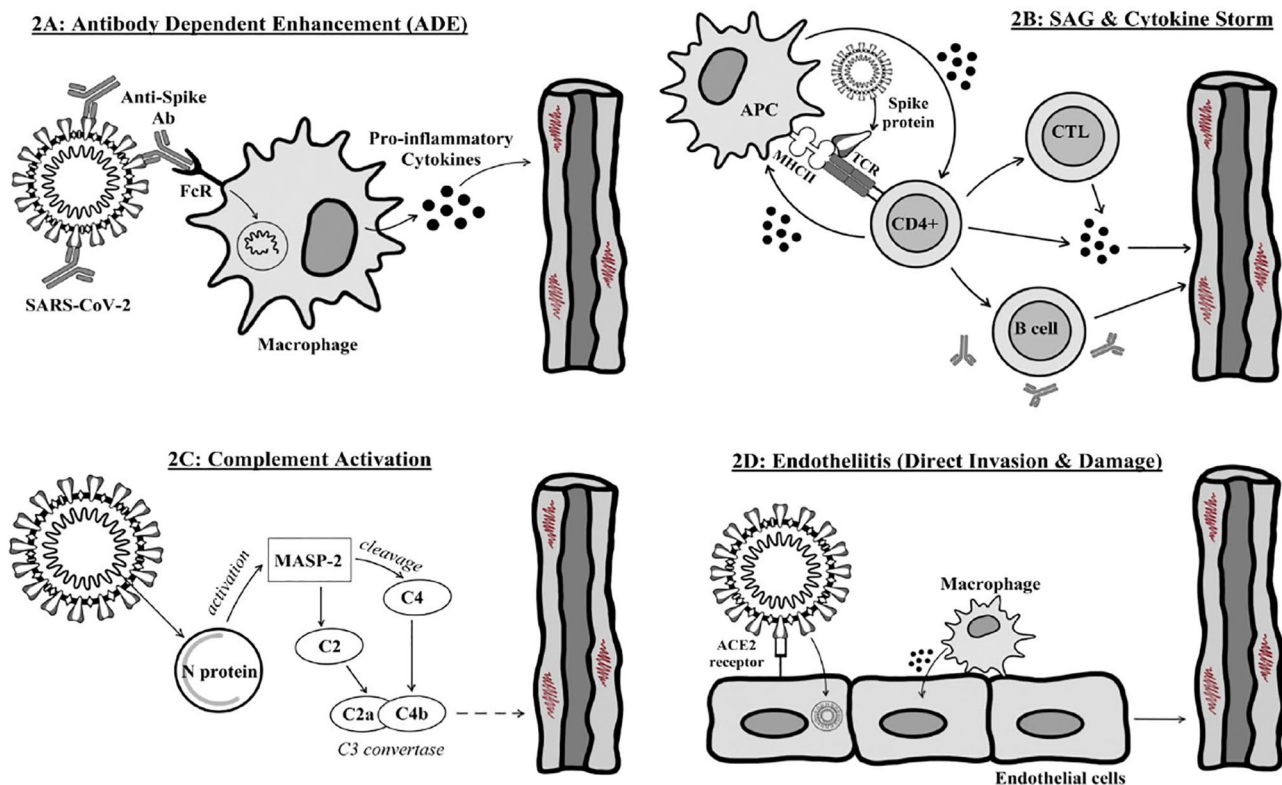 2A: Antibody Dependent Enhancement (ADE)
Anti-Spike
Ab
FcR
Pro-inflammatory
Cytokines
SARS-CoV-2
Macrophage
2B: SAG & Cytokine Storm
APC
Spike
protein
MHCII
TCR
CD4+
CTL
B cell
2C: Complement Activation
N protein
activation
MASP-2
cleavage
C4
C2
C2a
C4b
C3 convertase
2D: Endotheliitis (Direct Invasion & Damage)
ACE2
receptor
Macrophage
Endothelial cells